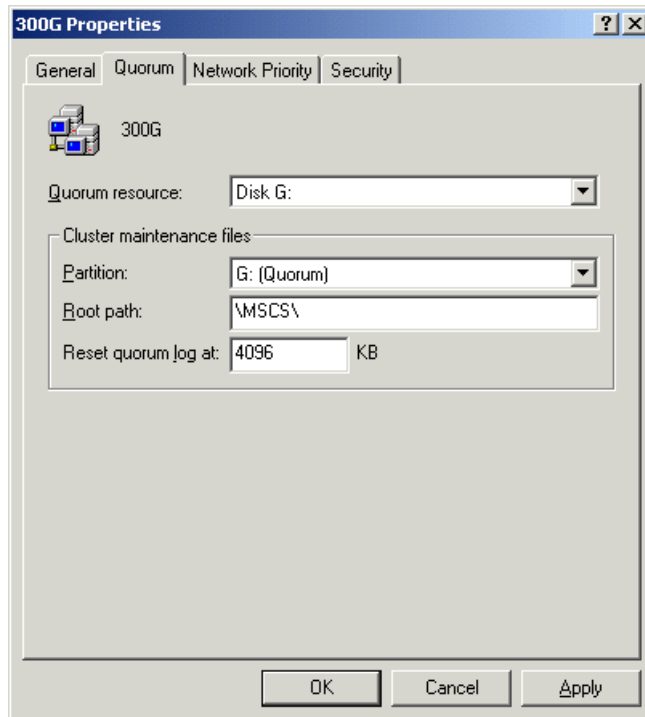 300G Properties
General Quorum Network Priority Security
300G
Quorum resource: Disk G:
Cluster maintenance files
Partition: G: (Quorum)
Root path: \MSCS\
Reset quorum log at: 4096 KB
OK Cancel Apply